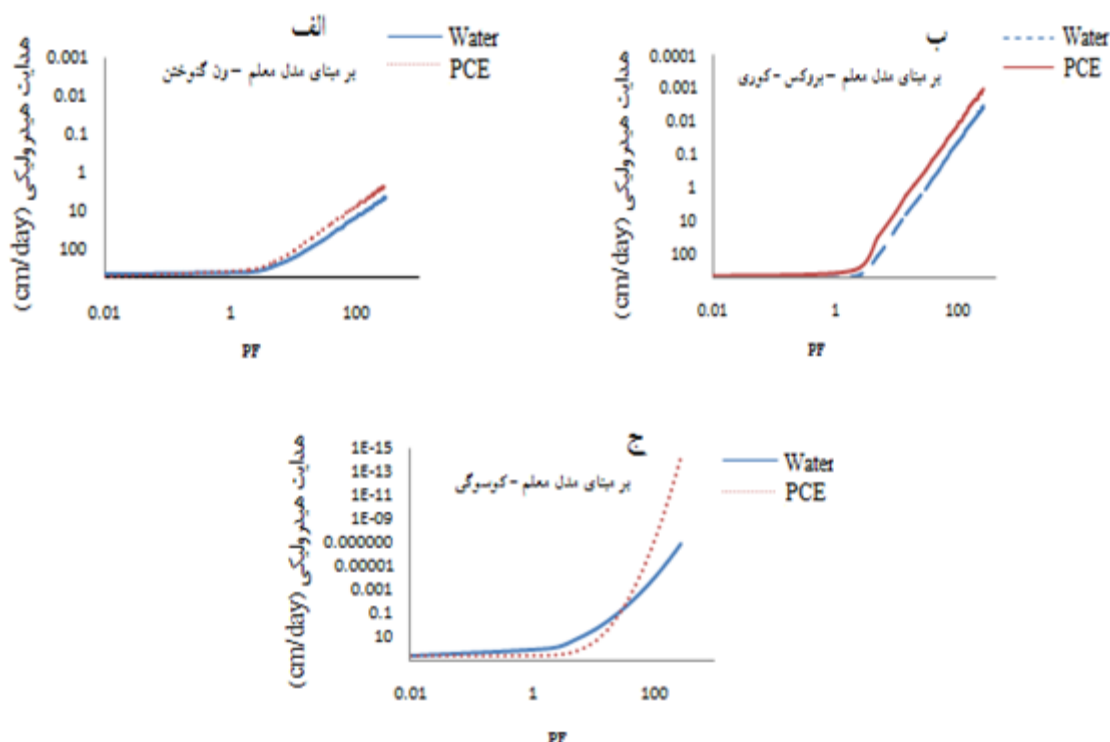 الف
بر مبنای مدل معلم - ون گنوختن
Water
PCE
هدایت هیدرولیکی (cm/day)
0.001
0.01
0.1
1
10
100
0.01 1 100
PF
ب
بر مبنای مدل معلم - بروکس - کوری
Water
PCE
هدایت هیدرولیکی (cm/day)
0.0001
0.001
0.01
0.1
1
10
100
0.01 1 100
PF
ج
بر مبنای مدل معلم - کوسوگی
Water
PCE
هدایت هیدرولیکی (cm/day)
1E-15
1E-13
1E-11
1E-09
0.000000
0.00001
0.001
0.1
10
0.01 1 100
PF